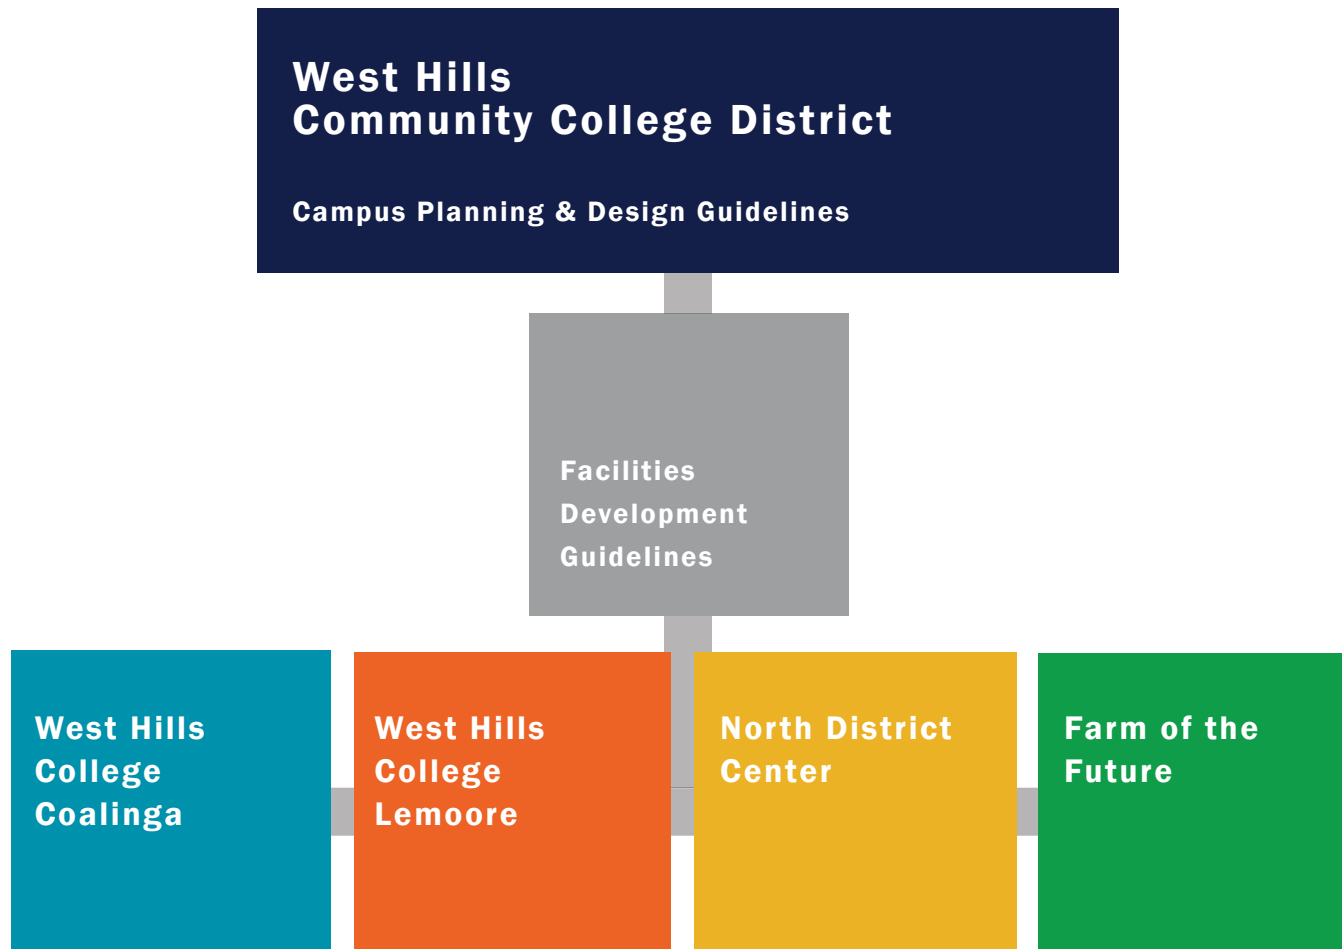 West Hills
Community College District
Campus Planning & Design Guidelines
Facilities
Development
Guidelines
West Hills
College
Coalinga
West Hills
College
Lemoore
North District
Center
Farm of the
Future